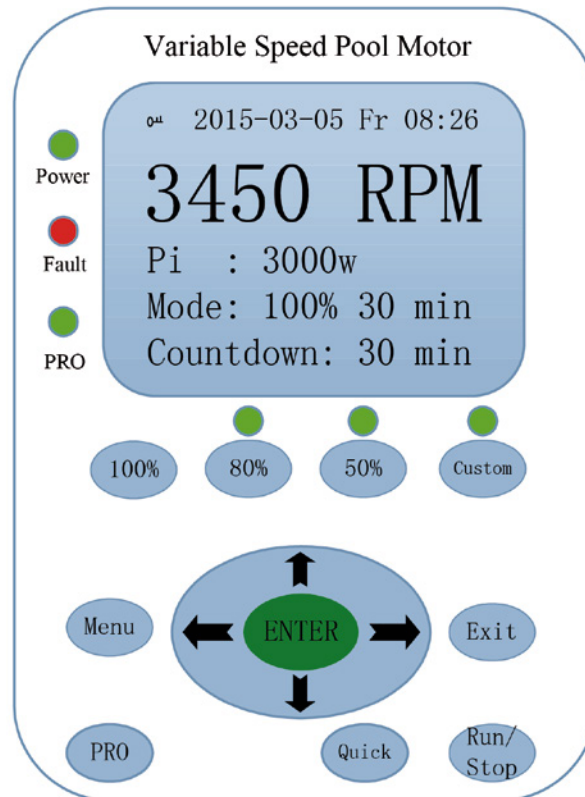 Variable Speed Pool Motor
2015-03-05 Fr 08:26
3450 RPM
Pi : 3000w
Mode: 100% 30 min
Countdown: 30 min
Power
Fault
PRO
100%
80%
50%
Custom
Menu
ENTER
Exit
PRO
Quick
Run/
Stop